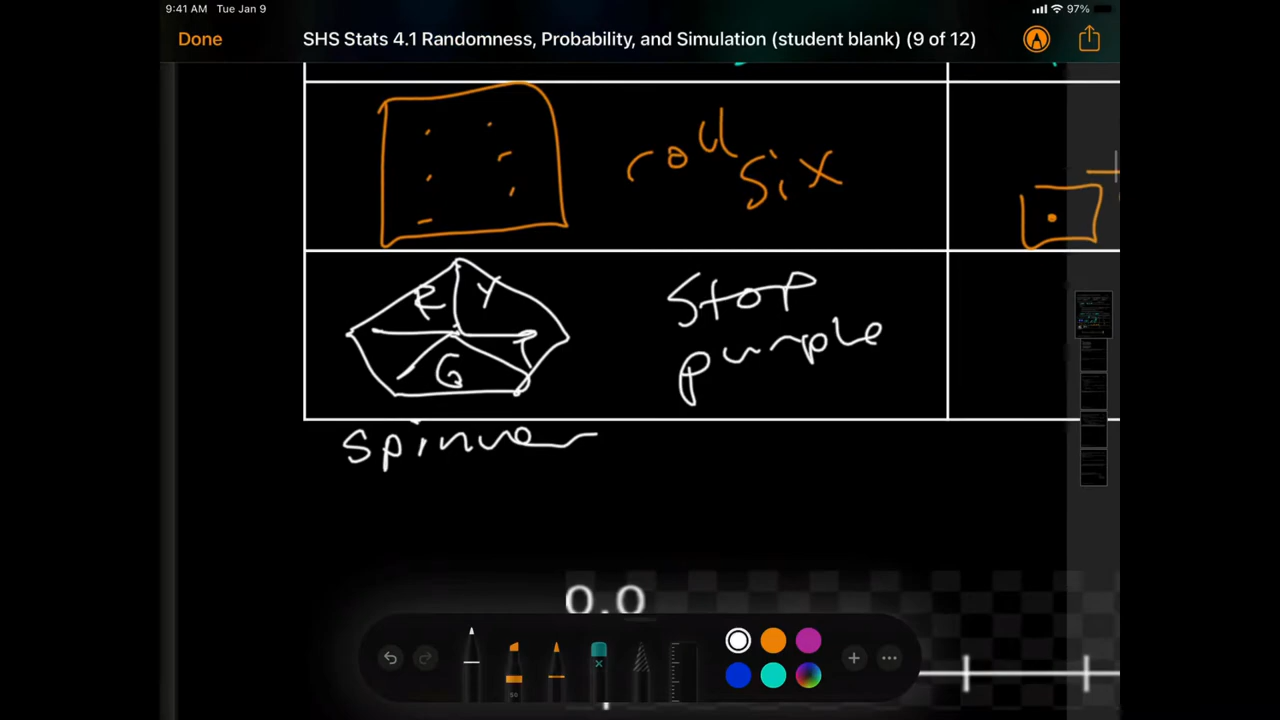 9:41 AM Tue Jan 9
97%
Done
SHS Stats 4.1 Randomness, Probability, and Simulation (student blank) (9 of 12)
roll
six
R Y
G
Stop
purple
spinner
0.0
50